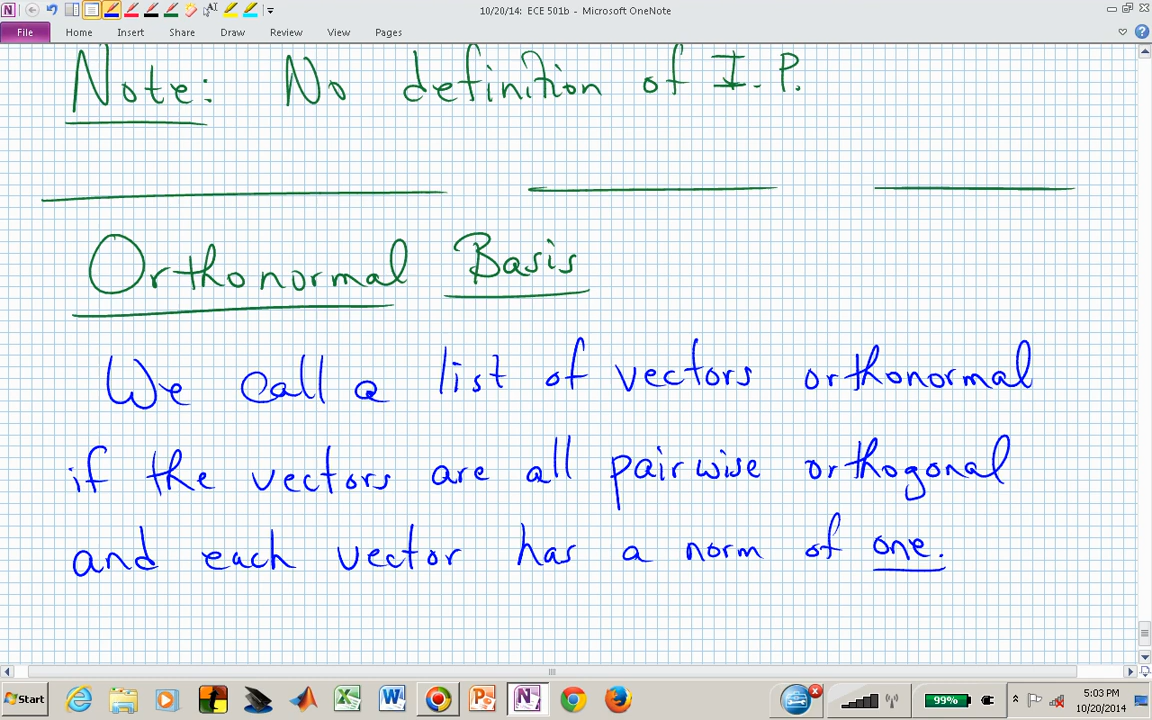 10/20/14: ECE 501b - Microsoft OneNote
File Home Insert Share Draw Review View Pages
Note: No definition of I.P.
Orthonormal Basis
We call a list of vectors orthonormal
if the vectors are all pairwise orthogonal
and each vector has a norm of one.
Start 99% 5:03 PM
10/20/2014